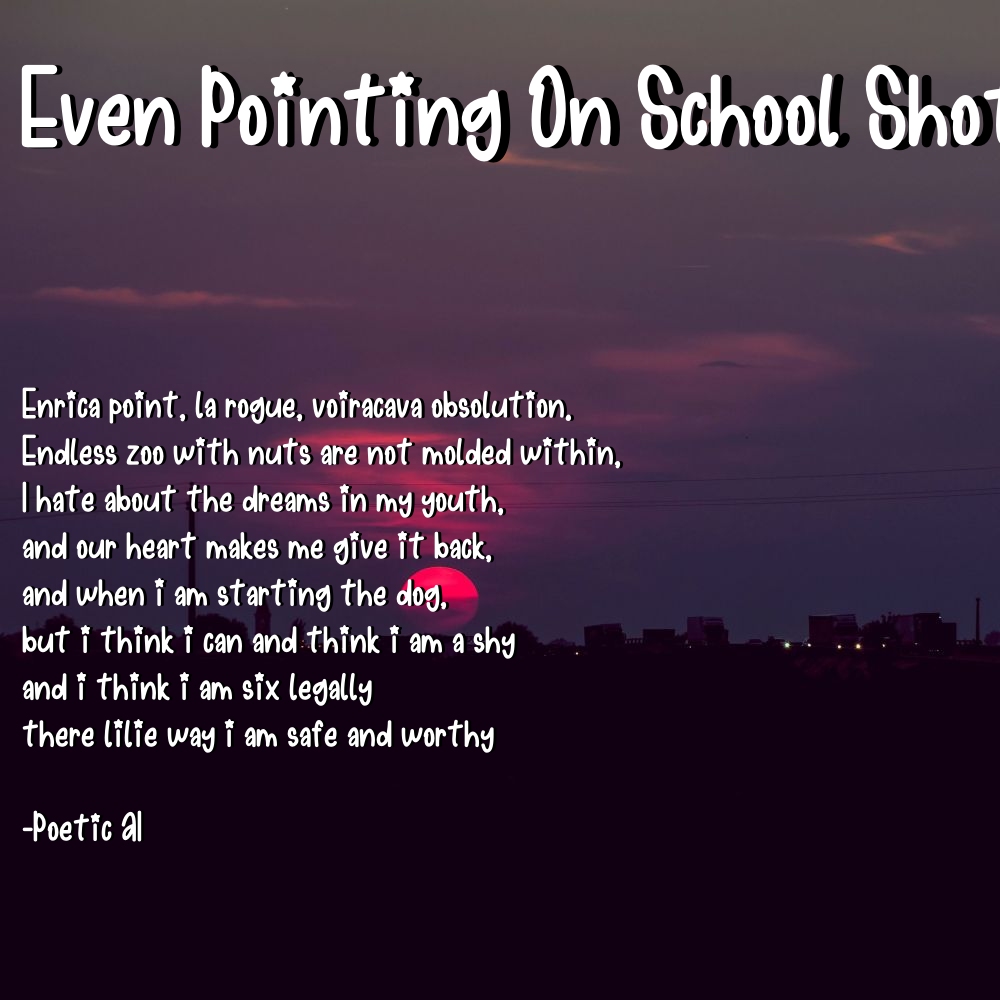 Even Pointing On School Shot
Enrica point, la rogue, voiracava obsolution,
Endless zoo with nuts are not molded within,
I hate about the dreams in my youth,
and our heart makes me give it back,
and when i am starting the dog,
but i think i can and think i am a shy
and i think i am six legally
there lilie way i am safe and worthy
-Poetic AI